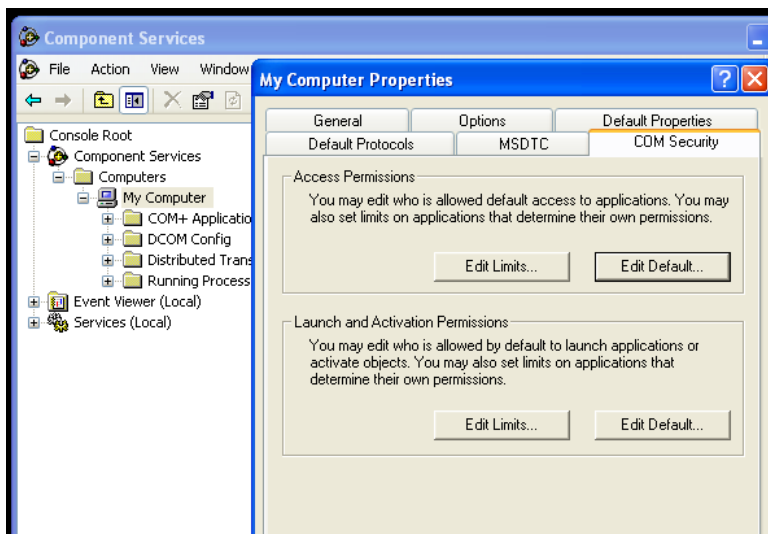 Component Services
File Action View Window
My Computer Properties
General Options Default Properties
Default Protocols MSDTC COM Security
Console Root
Component Services
Computers
My Computer
COM+ Applicatio
DCOM Config
Distributed Trans
Running Process
Event Viewer (Local)
Services (Local)
Access Permissions
You may edit who is allowed default access to applications. You may
also set limits on applications that determine their own permissions.
Edit Limits... Edit Default...
Launch and Activation Permissions
You may edit who is allowed by default to launch applications or
activate objects. You may also set limits on applications that
determine their own permissions.
Edit Limits... Edit Default...